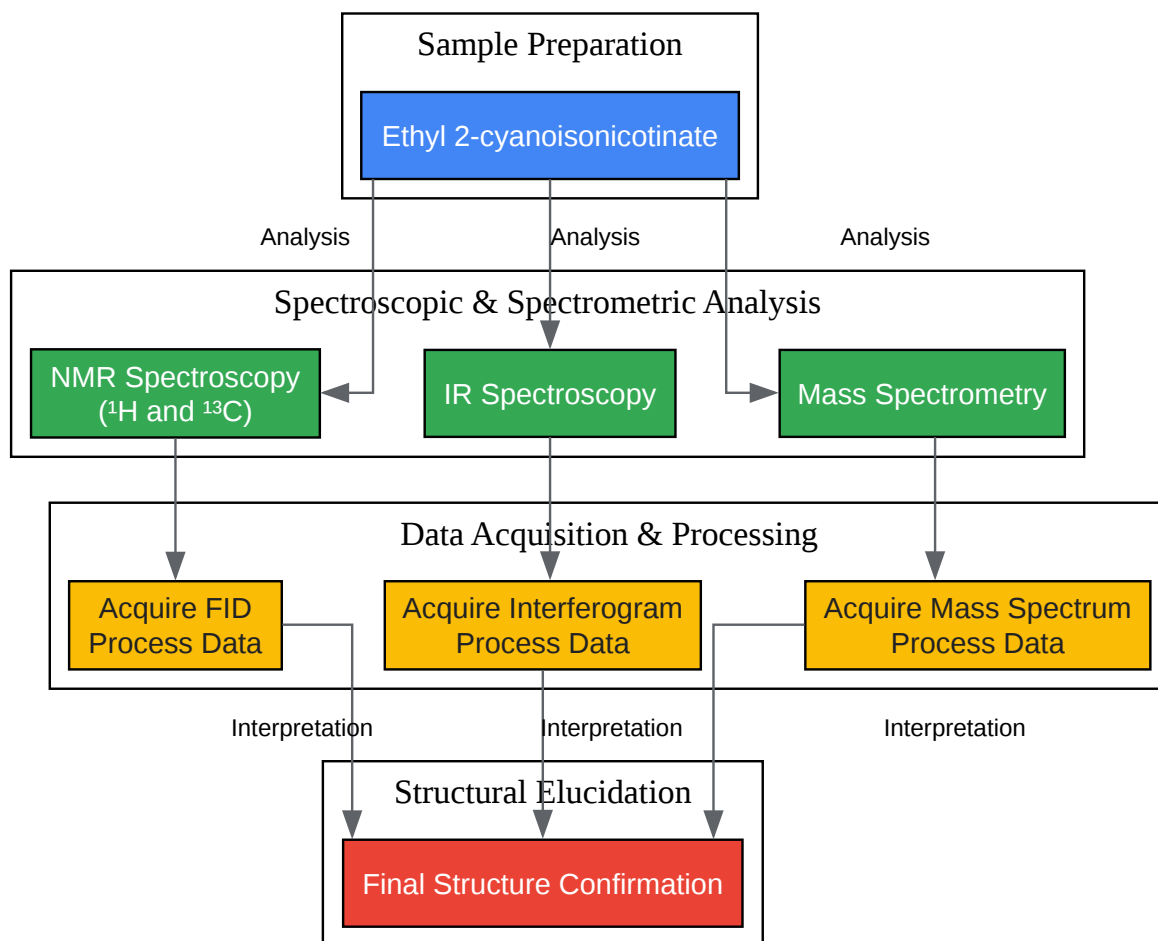 Sample Preparation
Ethyl 2-cyanoisonicotinate
Analysis
Analysis
Analysis
Spectroscopic & Spectrometric Analysis
NMR Spectroscopy
(¹H and ¹³C)
IR Spectroscopy
Mass Spectrometry
Data Acquisition & Processing
Acquire FID
Process Data
Acquire Interferogram
Process Data
Acquire Mass Spectrum
Process Data
Interpretation
Interpretation
Interpretation
Structural Elucidation
Final Structure Confirmation